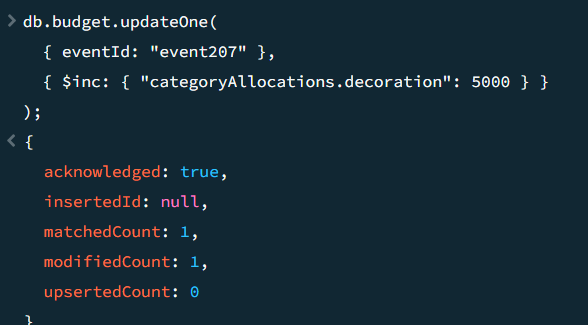 > db.budget.updateOne(
{ eventId: "event207" },
{ $inc: { "categoryAllocations.decoration": 5000 } }
);
< {
acknowledged: true,
insertedId: null,
matchedCount: 1,
modifiedCount: 1,
upsertedCount: 0
}